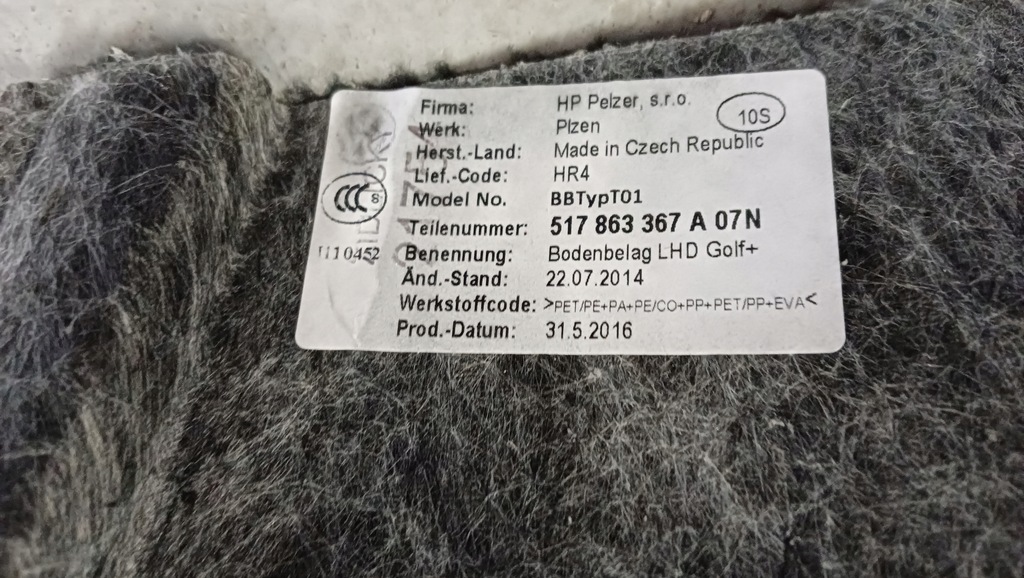 Firma: HP Pelzer, s.r.o.
10S
Werk: Plzen
Herst.-Land: Made in Czech Republic
Lief.-Code: HR4
Model No. BBTypT01
CCC S
Teilenummer: 517 863 367 A 07N
Benennung: Bodenbelag LHD Golf+
Änd.-Stand: 22.07.2014
Werkstoffcode: >PET/PE+PA+PE/CO+PP+PET/PP+EVA<
Prod.-Datum: 31.5.2016